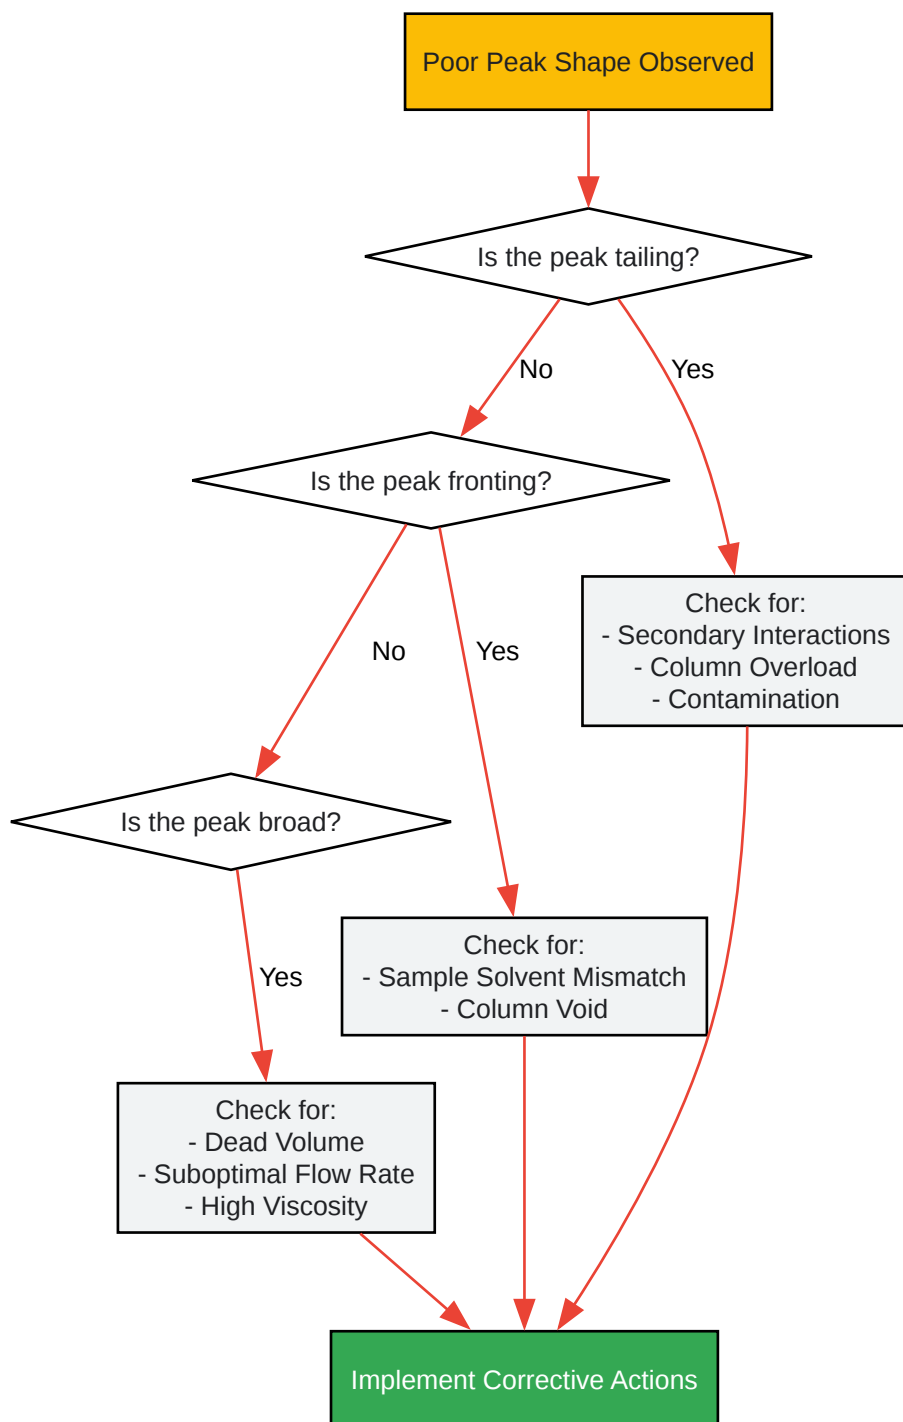 Poor Peak Shape Observed
Is the peak tailing?
No
Yes
Is the peak fronting?
Check for:
- Secondary Interactions
- Column Overload
- Contamination
No
Yes
Is the peak broad?
Check for:
- Sample Solvent Mismatch
- Column Void
Yes
Check for:
- Dead Volume
- Suboptimal Flow Rate
- High Viscosity
Implement Corrective Actions